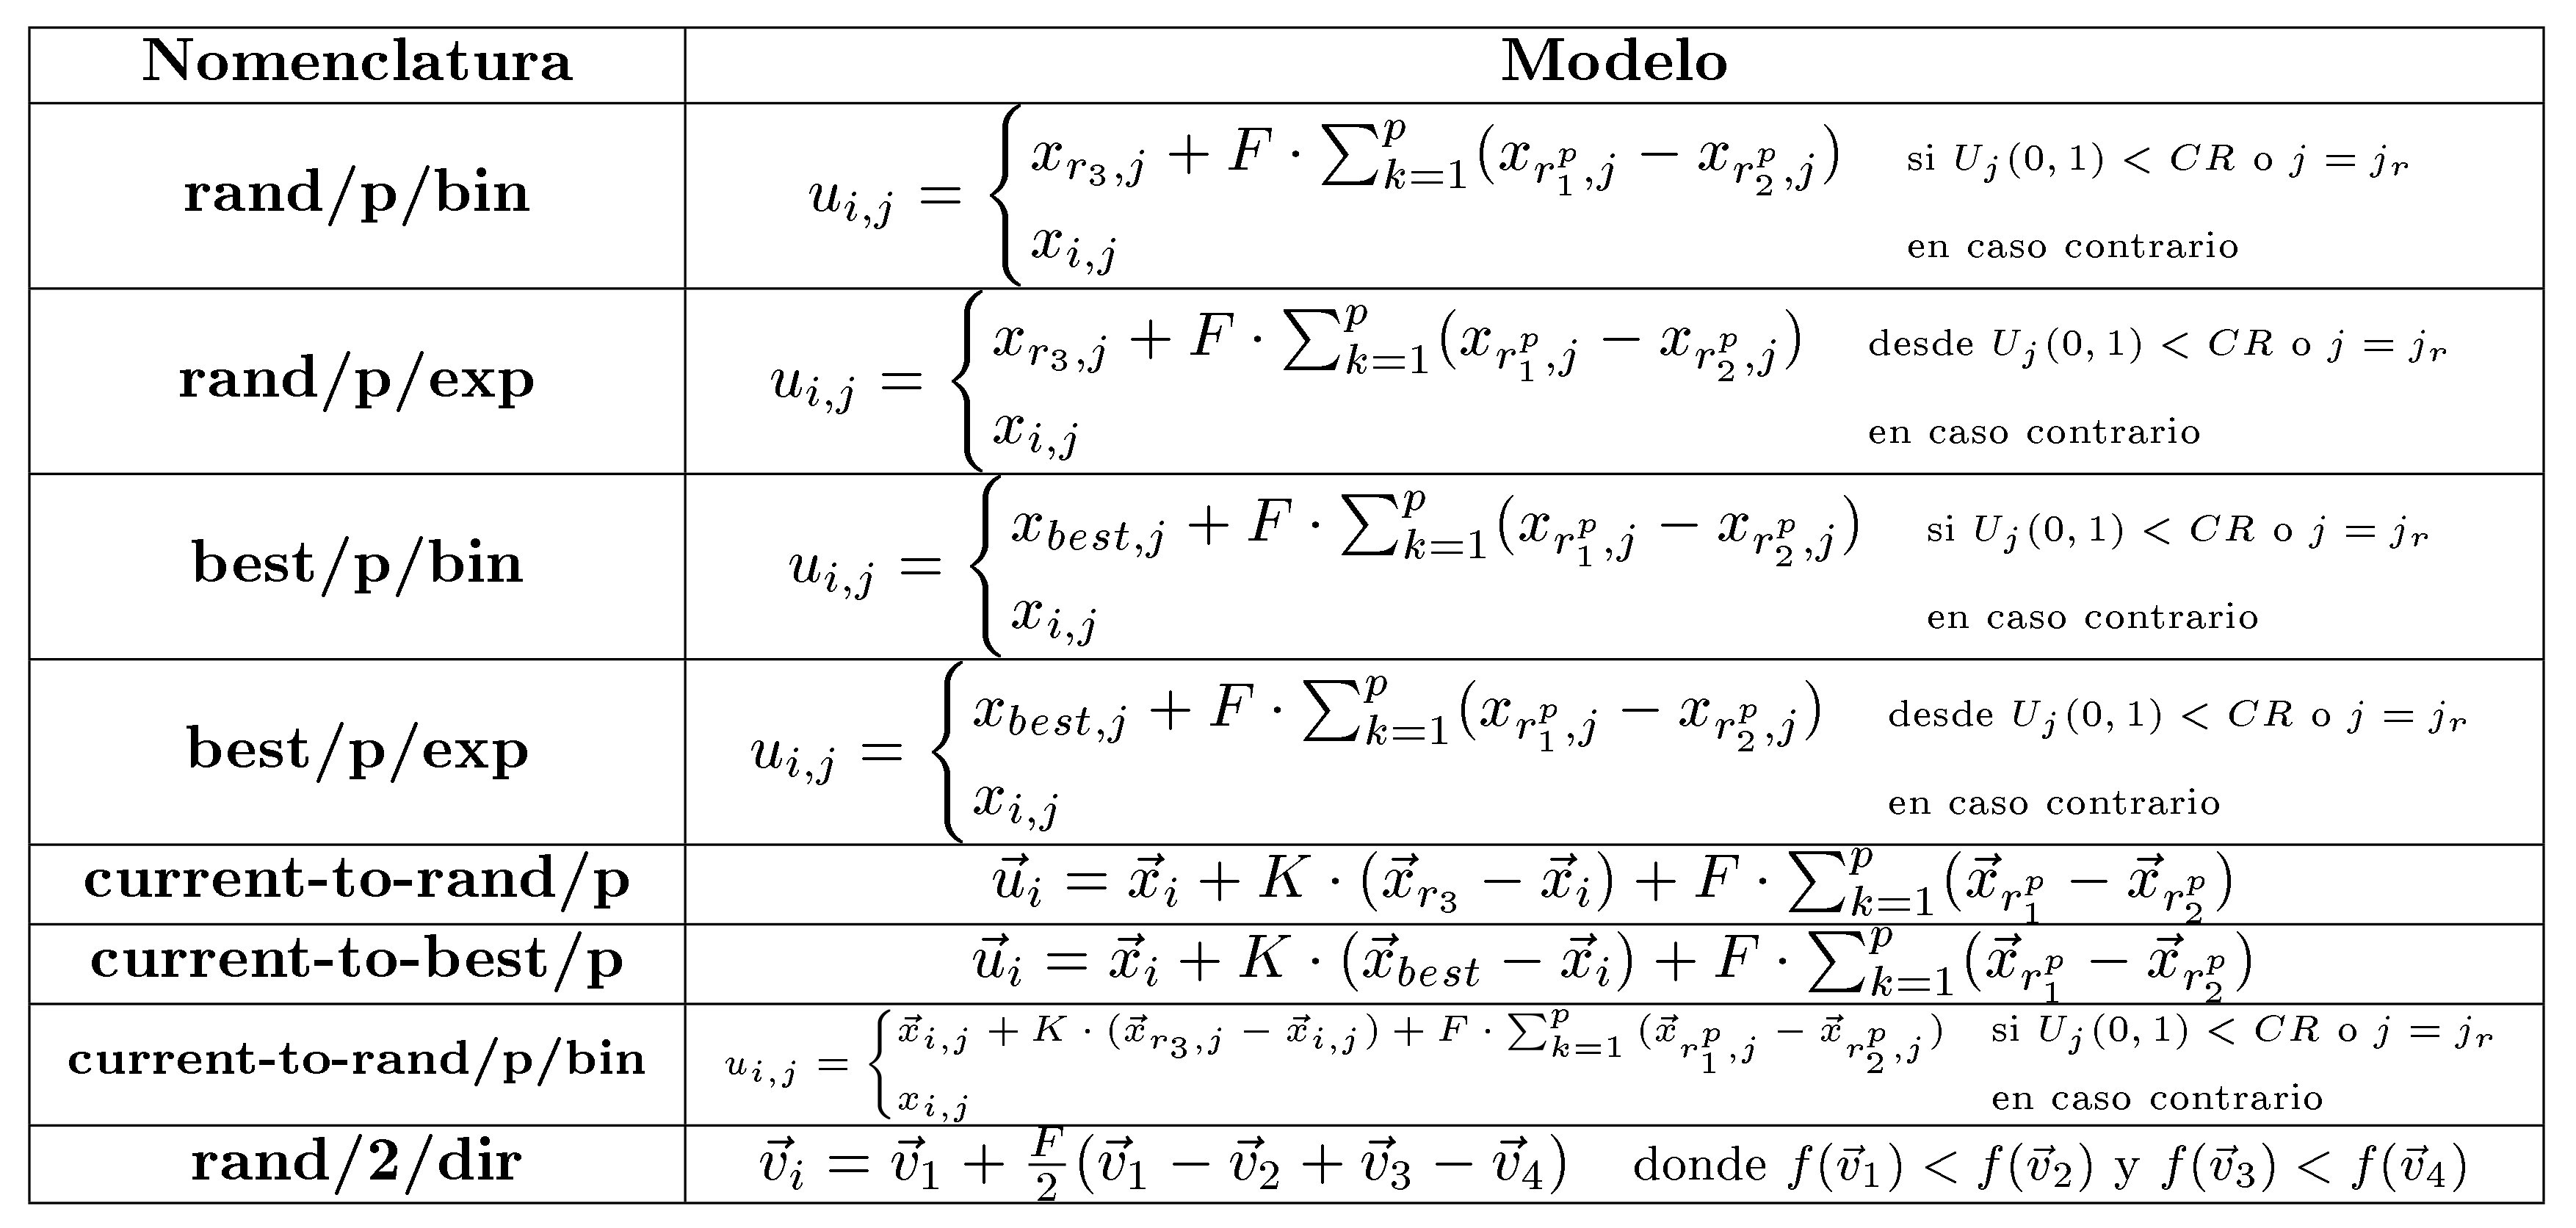 Nomenclatura Modelo
rand/p/bin $u_{i,j} = \begin{cases} x_{r_3,j} + F \cdot \sum_{k=1}^{p} (x_{r_1^p,j} - x_{r_2^p,j}) & \text{si } U_j(0,1) < CR \text{ o } j = j_r \\ x_{i,j} & \text{en caso contrario} \end{cases}$
rand/p/exp $u_{i,j} = \begin{cases} x_{r_3,j} + F \cdot \sum_{k=1}^{p} (x_{r_1^p,j} - x_{r_2^p,j}) & \text{desde } U_j(0,1) < CR \text{ o } j = j_r \\ x_{i,j} & \text{en caso contrario} \end{cases}$
best/p/bin $u_{i,j} = \begin{cases} x_{best,j} + F \cdot \sum_{k=1}^{p} (x_{r_1^p,j} - x_{r_2^p,j}) & \text{si } U_j(0,1) < CR \text{ o } j = j_r \\ x_{i,j} & \text{en caso contrario} \end{cases}$
best/p/exp $u_{i,j} = \begin{cases} x_{best,j} + F \cdot \sum_{k=1}^{p} (x_{r_1^p,j} - x_{r_2^p,j}) & \text{desde } U_j(0,1) < CR \text{ o } j = j_r \\ x_{i,j} & \text{en caso contrario} \end{cases}$
current-to-rand/p $\vec{u}_i = \vec{x}_i + K \cdot (\vec{x}_{r_3} - \vec{x}_i) + F \cdot \sum_{k=1}^{p} (\vec{x}_{r_1^p} - \vec{x}_{r_2^p})$
current-to-best/p $\vec{u}_i = \vec{x}_i + K \cdot (\vec{x}_{best} - \vec{x}_i) + F \cdot \sum_{k=1}^{p} (\vec{x}_{r_1^p} - \vec{x}_{r_2^p})$
current-to-rand/p/bin $u_{i,j} = \begin{cases} \vec{x}_{i,j} + K \cdot (\vec{x}_{r_3,j} - \vec{x}_{i,j}) + F \cdot \sum_{k=1}^{p} (\vec{x}_{r_1^p,j} - \vec{x}_{r_2^p,j}) & \text{si } U_j(0,1) < CR \text{ o } j = j_r \\ x_{i,j} & \text{en caso contrario} \end{cases}$
rand/2/dir $\vec{v}_i = \vec{v}_1 + \frac{F}{2}(\vec{v}_1 - \vec{v}_2 + \vec{v}_3 - \vec{v}_4) \quad \text{donde } f(\vec{v}_1) < f(\vec{v}_2) \text{ y } f(\vec{v}_3) < f(\vec{v}_4)$